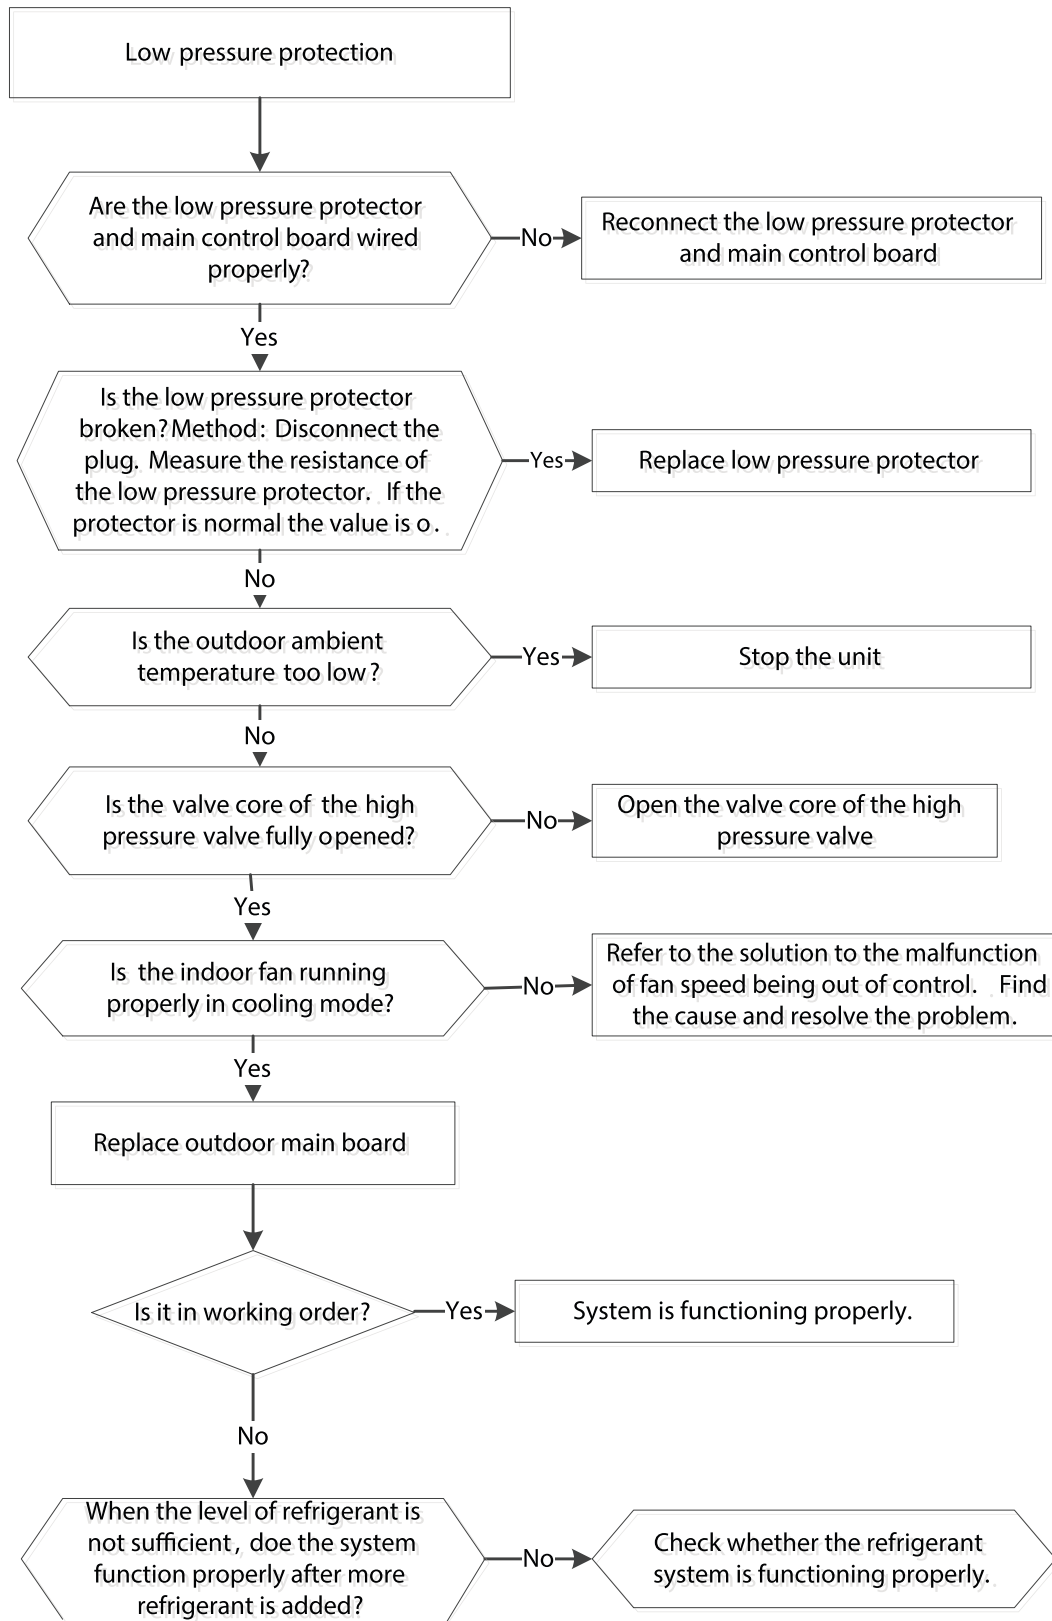 Low pressure protection
Are the low pressure protector
and main control board wired
properly?
No
Reconnect the low pressure protector
and main control board
Yes
Is the low pressure protector
broken? Method: Disconnect the
plug. Measure the resistance of
the low pressure protector. If the
protector is normal the value is o.
Yes
Replace low pressure protector
No
Is the outdoor ambient
temperature too low?
Yes
Stop the unit
No
Is the valve core of the high
pressure valve fully opened?
No
Open the valve core of the high
pressure valve
Yes
Is the indoor fan running
properly in cooling mode?
No
Refer to the solution to the malfunction
of fan speed being out of control. Find
the cause and resolve the problem.
Yes
Replace outdoor main board
Is it in working order?
Yes
System is functioning properly.
No
When the level of refrigerant is
not sufficient, doe the system
function properly after more
refrigerant is added?
No
Check whether the refrigerant
system is functioning properly.